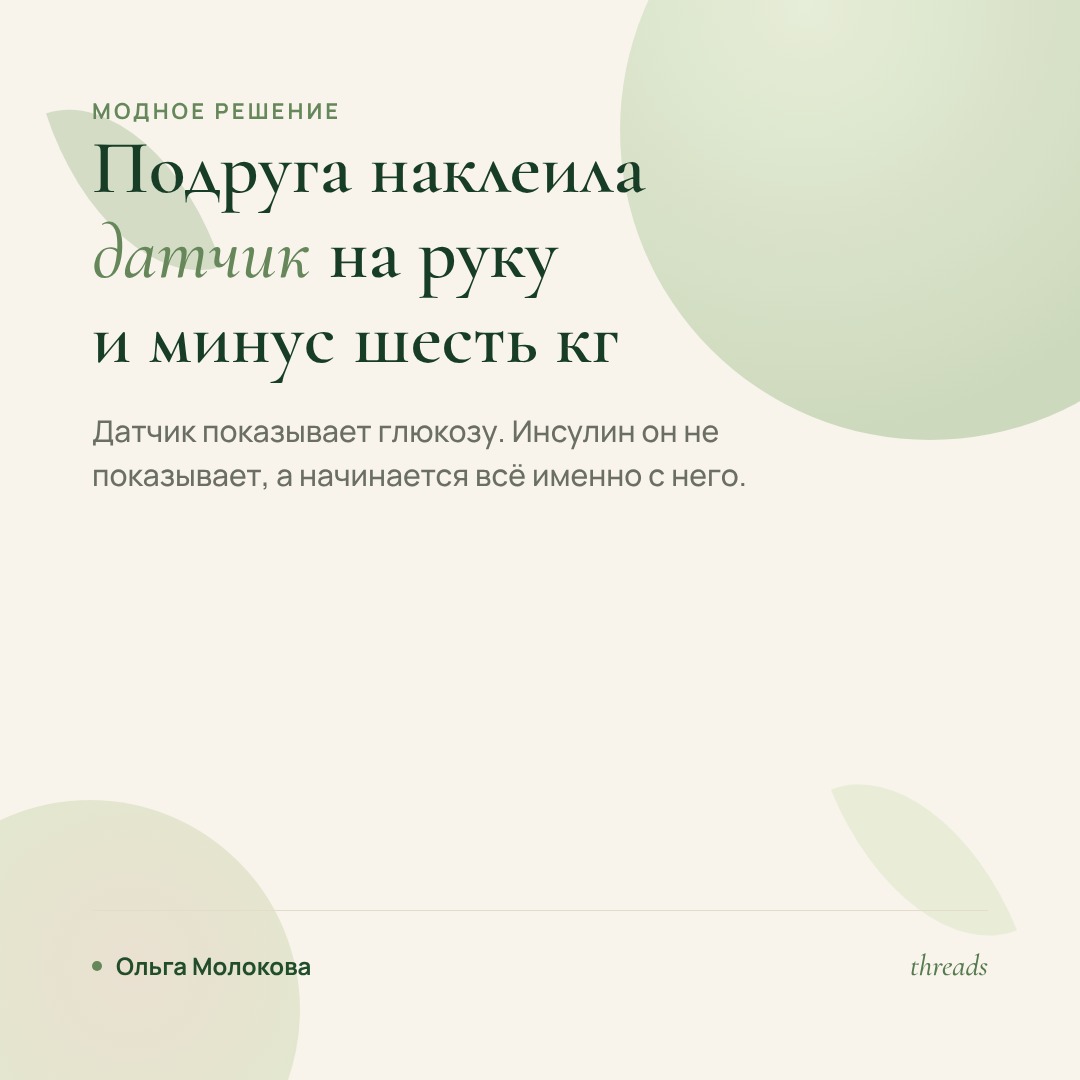 МОДНОЕ РЕШЕНИЕ
Подруга наклеила
датчик на руку
и минус шесть кг
Датчик показывает глюкозу. Инсулин он не
показывает, а начинается всё именно с него.
Ольга Молокова
threads